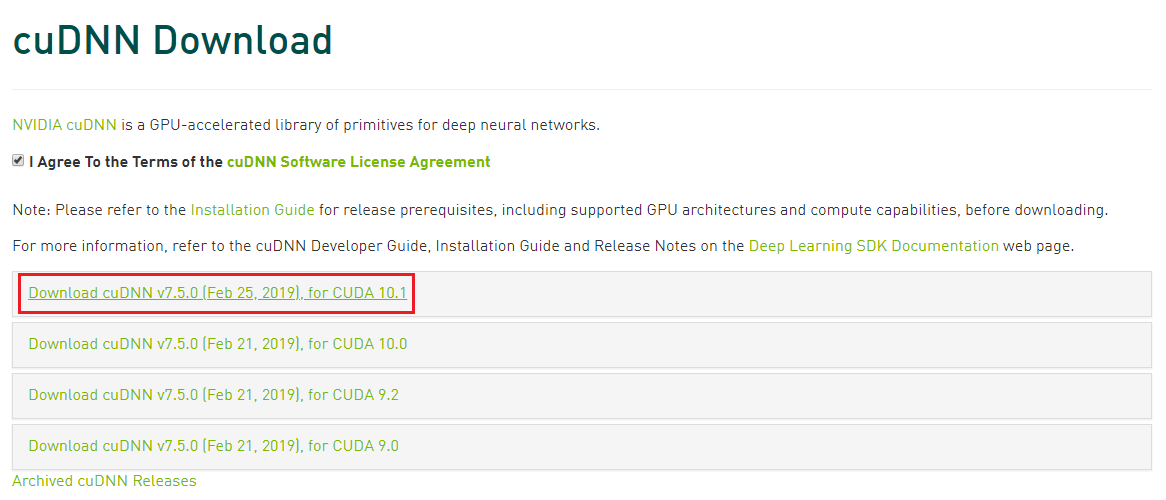 cuDNN Download
NVIDIA cuDNN is a GPU-accelerated library of primitives for deep neural networks.
I Agree To the Terms of the cuDNN Software License Agreement
Note: Please refer to the Installation Guide for release prerequisites, including supported GPU architectures and compute capabilities, before downloading.
For more information, refer to the cuDNN Developer Guide, Installation Guide and Release Notes on the Deep Learning SDK Documentation web page.
Download cuDNN v7.5.0 (Feb 25, 2019), for CUDA 10.1
Download cuDNN v7.5.0 (Feb 21, 2019), for CUDA 10.0
Download cuDNN v7.5.0 (Feb 21, 2019), for CUDA 9.2
Download cuDNN v7.5.0 (Feb 21, 2019), for CUDA 9.0
Archived cuDNN Releases